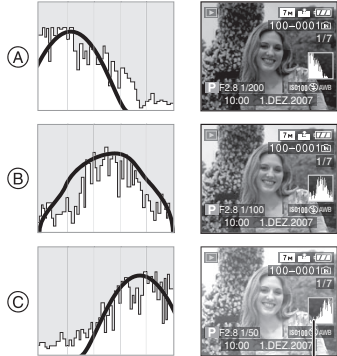 A
7M
100-0001
1/7
P F2.8 1/200
ISO100 AWB
10:00 1.DEZ.2007
B
7M
100-0001
1/7
P F2.8 1/100
ISO100 AWB
10:00 1.DEZ.2007
C
7M
100-0001
1/7
P F2.8 1/50
ISO100 AWB
10:00 1.DEZ.2007